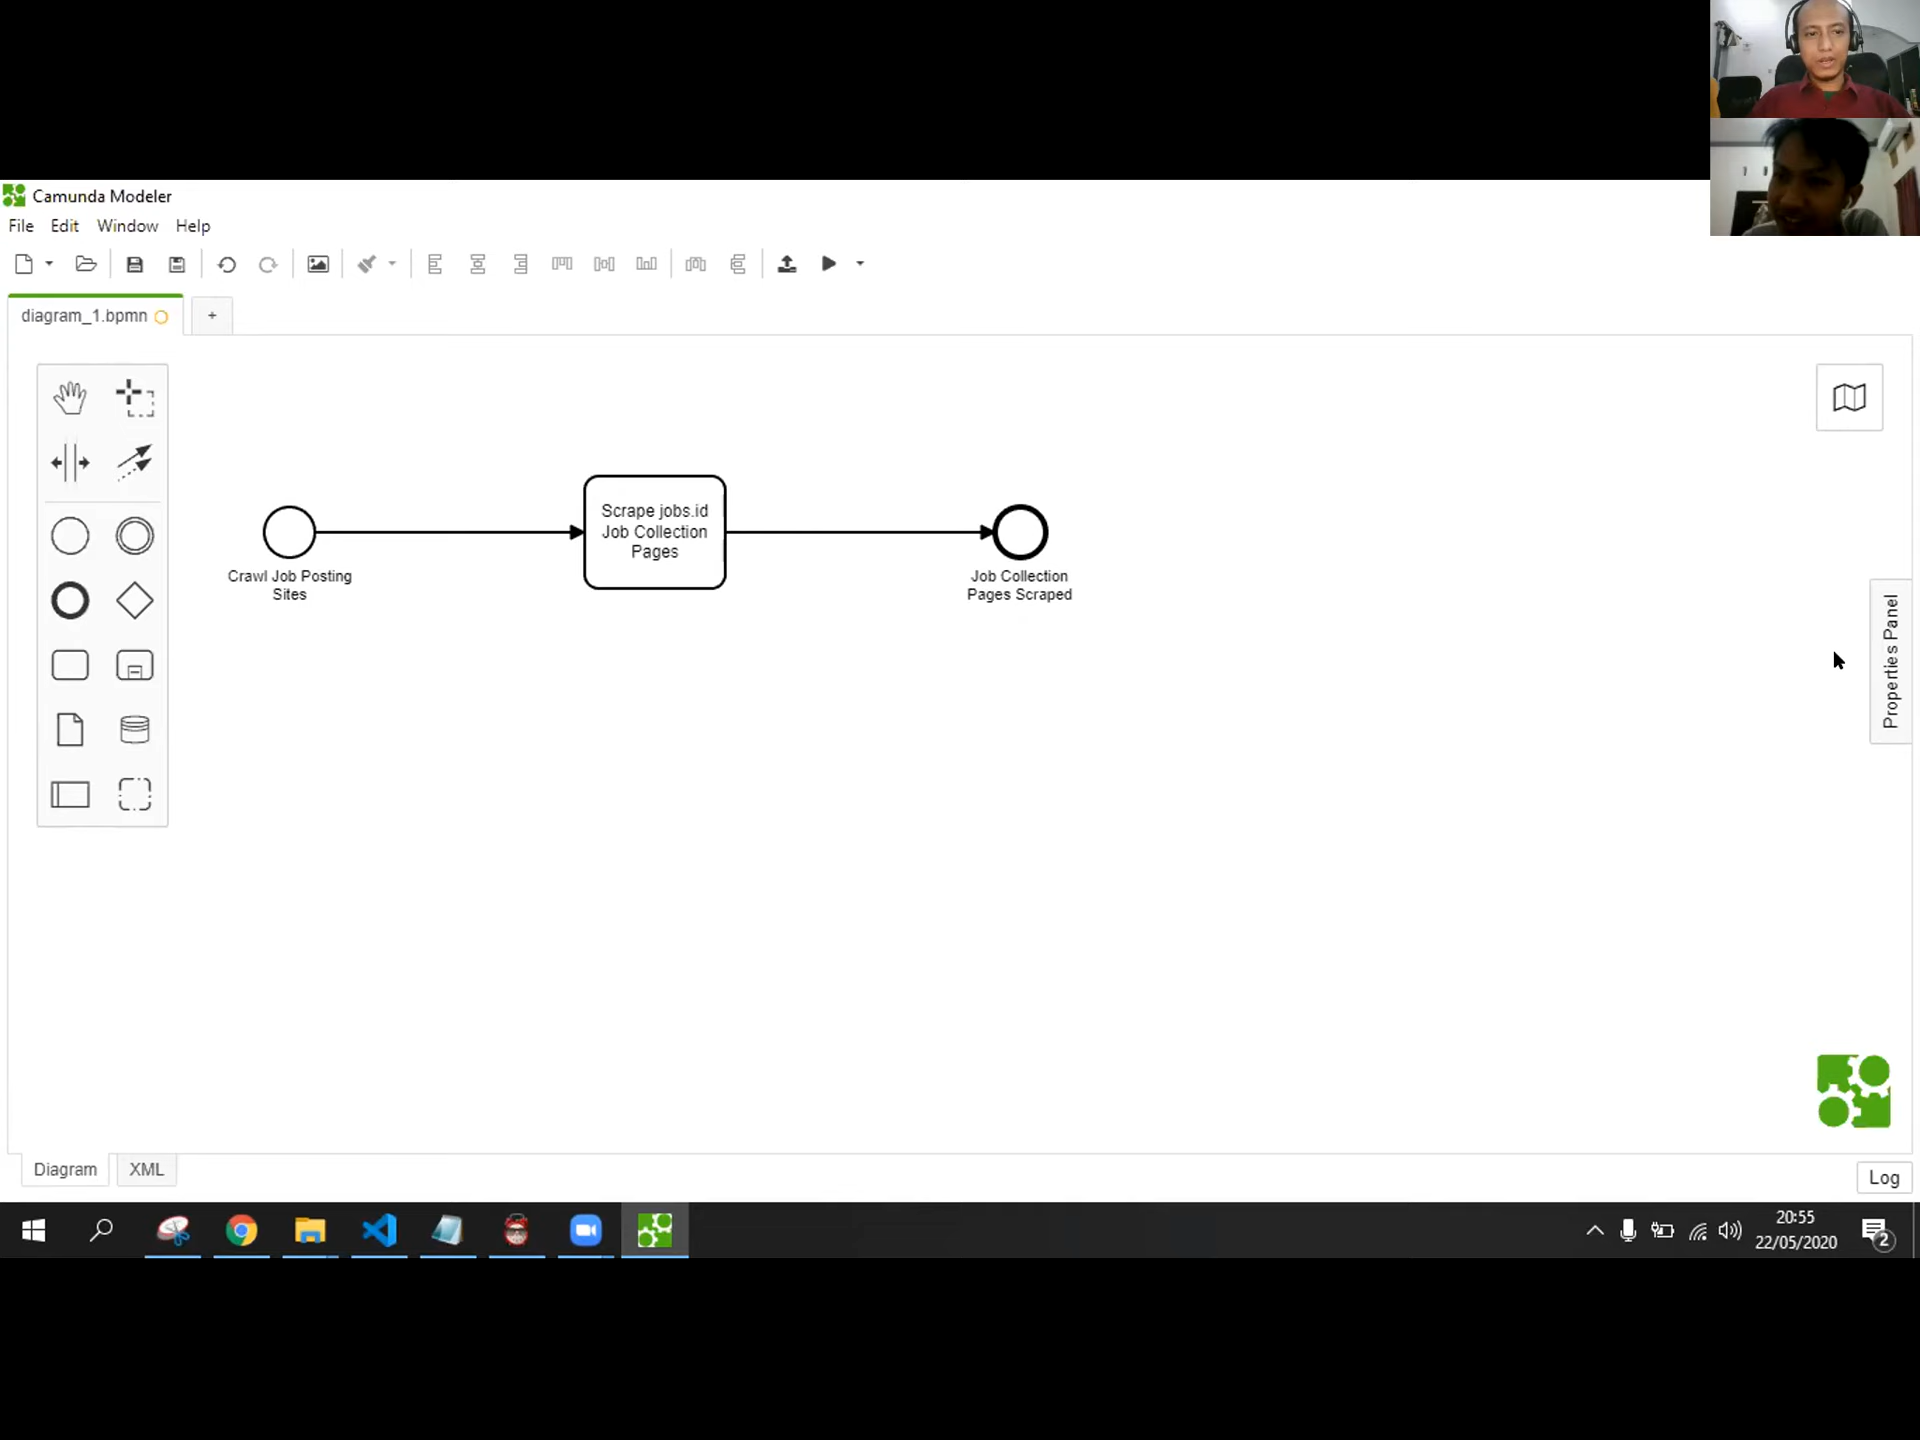 Camunda Modeler
File Edit Window Help
diagram_1.bpmn
+
Crawl Job Posting
Sites
Scrape jobs.id
Job Collection
Pages
Job Collection
Pages Scraped
Properties Panel
Diagram XML
Log
20:55
22/05/2020
2